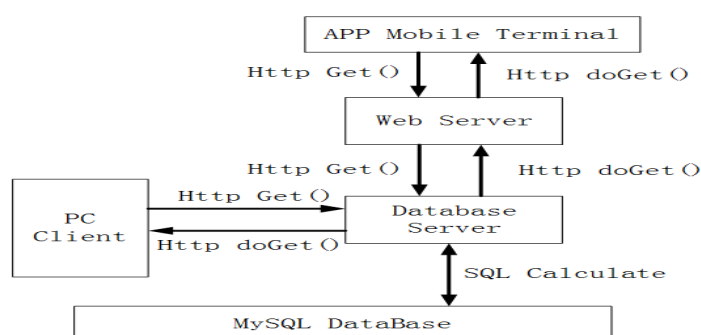 APP Mobile Terminal
Http Get()
Http doGet()
Web Server
Http Get()
Http doGet()
PC
Client
Http Get()
Http doGet()
Database
Server
SQL Calculate
MySQL DataBase